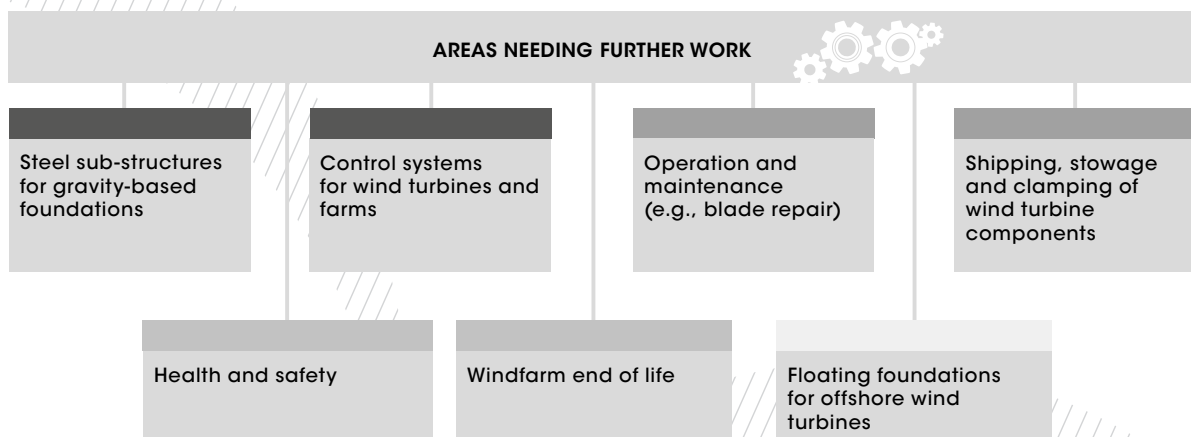 AREAS NEEDING FURTHER WORK
Steel sub-structures
for gravity-based
foundations
Control systems
for wind turbines and
farms
Operation and
maintenance
(e.g., blade repair)
Shipping, stowage
and clamping of
wind turbine
components
Health and safety
Windfarm end of life
Floating foundations
for offshore wind
turbines